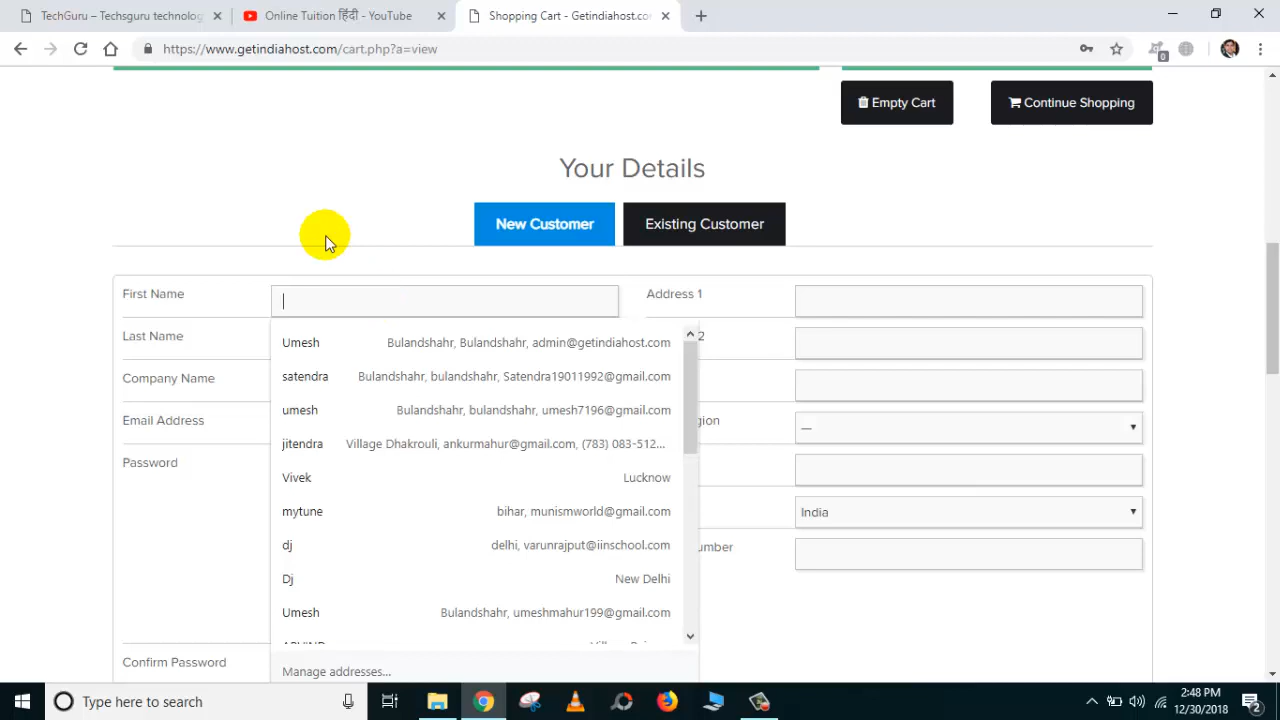 TechGuru - Techsguru technolog
Online Tuition हिंदी - YouTube
Shopping Cart - Getindiahost.co
https://www.getindiahost.com/cart.php?a=view
0
Empty Cart
Continue Shopping
Your Details
New Customer
Existing Customer
First Name
Address 1
Umesh Bulandshahr, Bulandshahr, admin@getindiahost.com
Last Name
2
satendra Bulandshahr, bulandshahr, Satendra19011992@gmail.com
Company Name
umesh Bulandshahr, bulandshahr, umesh7196@gmail.com
Email Address
gion
—
jitendra Village Dhakrouli, ankurmahur@gmail.com, (783) 083-512...
Password
Vivek Lucknow
mytune bihar, munismworld@gmail.com
India
dj delhi, varunrajput@iinschool.com
umber
Dj New Delhi
Umesh Bulandshahr, umeshmahur199@gmail.com
Confirm Password
Manage addresses...
Type here to search
2:48 PM
12/30/2018
2